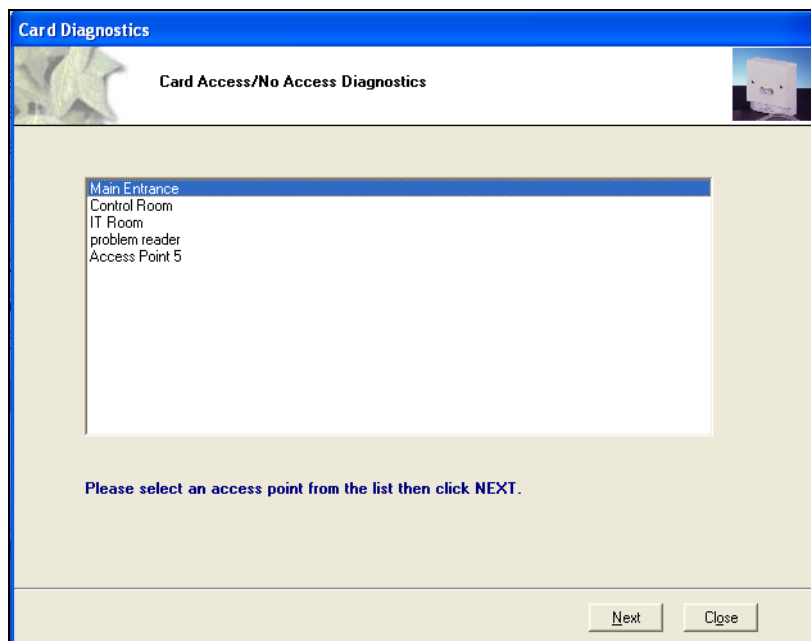 Card Diagnostics
Card Access/No Access Diagnostics
Main Entrance
Control Room
IT Room
problem reader
Access Point 5
Please select an access point from the list then click NEXT.
Next
Close